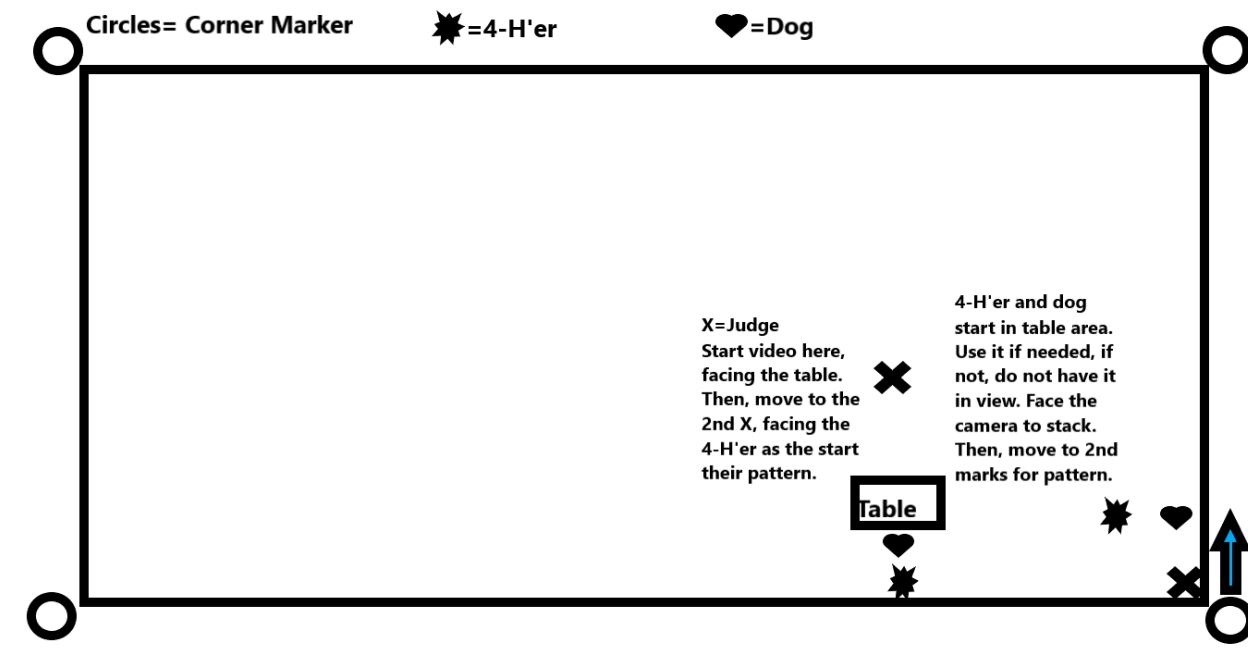 Circles= Corner Marker
=4-H'er
=Dog
X=Judge
Start video here,
facing the table.
Then, move to the
2nd X, facing the
4-H'er as the start
their pattern.
4-H'er and dog
start in table area.
Use it if needed, if
not, do not have it
in view. Face the
camera to stack.
Then, move to 2nd
marks for pattern.
Table